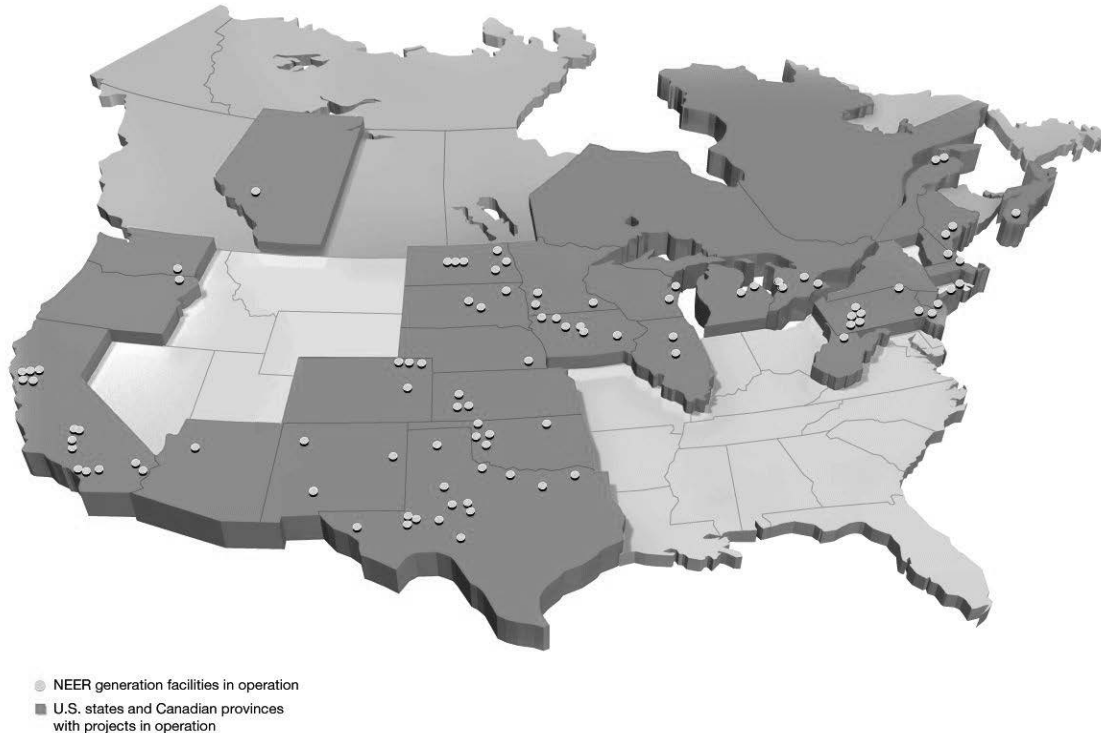 NEER generation facilities in operation
U.S. states and Canadian provinces
with projects in operation